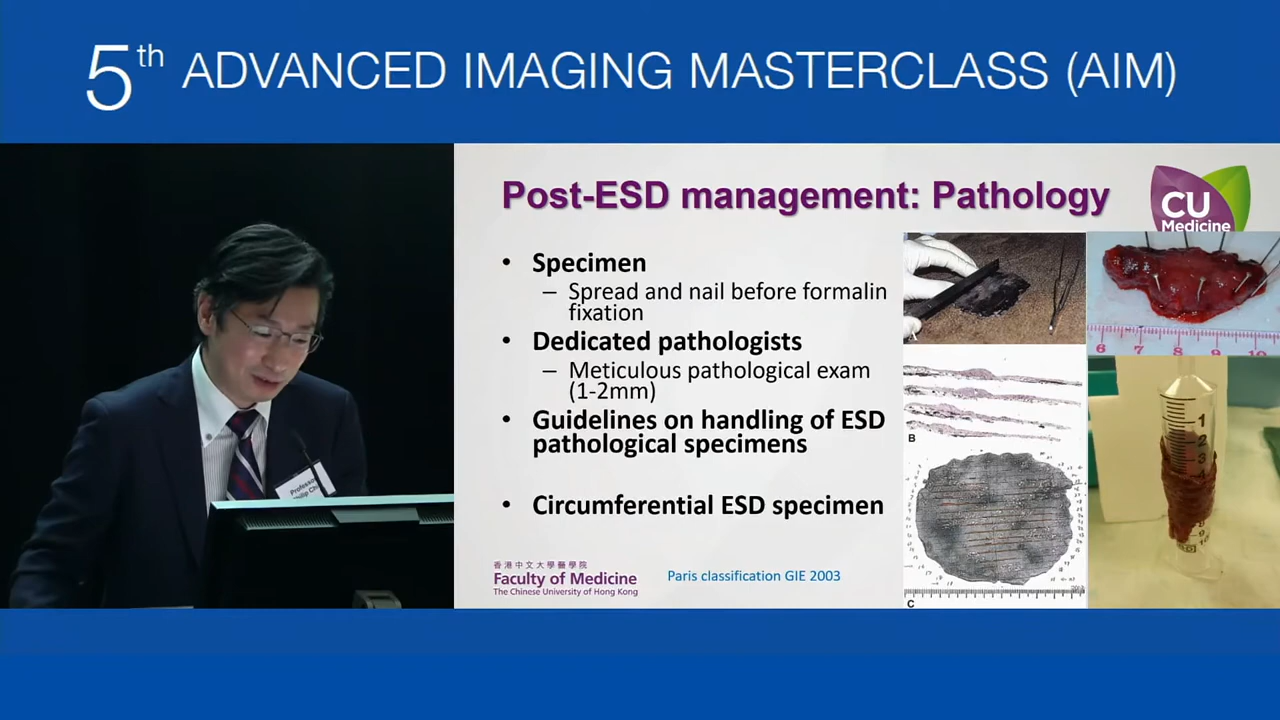 5th ADVANCED IMAGING MASTERCLASS (AIM)
Post-ESD management: Pathology
CU
Medicine
• Specimen
– Spread and nail before formalin
fixation
• Dedicated pathologists
– Meticulous pathological exam
(1-2mm)
• Guidelines on handling of ESD
pathological specimens
• Circumferential ESD specimen
香港中文大學醫學院
Faculty of Medicine
The Chinese University of Hong Kong
Paris classification GIE 2003
B
C
6 7 8 9 10
1
2
3
Professor